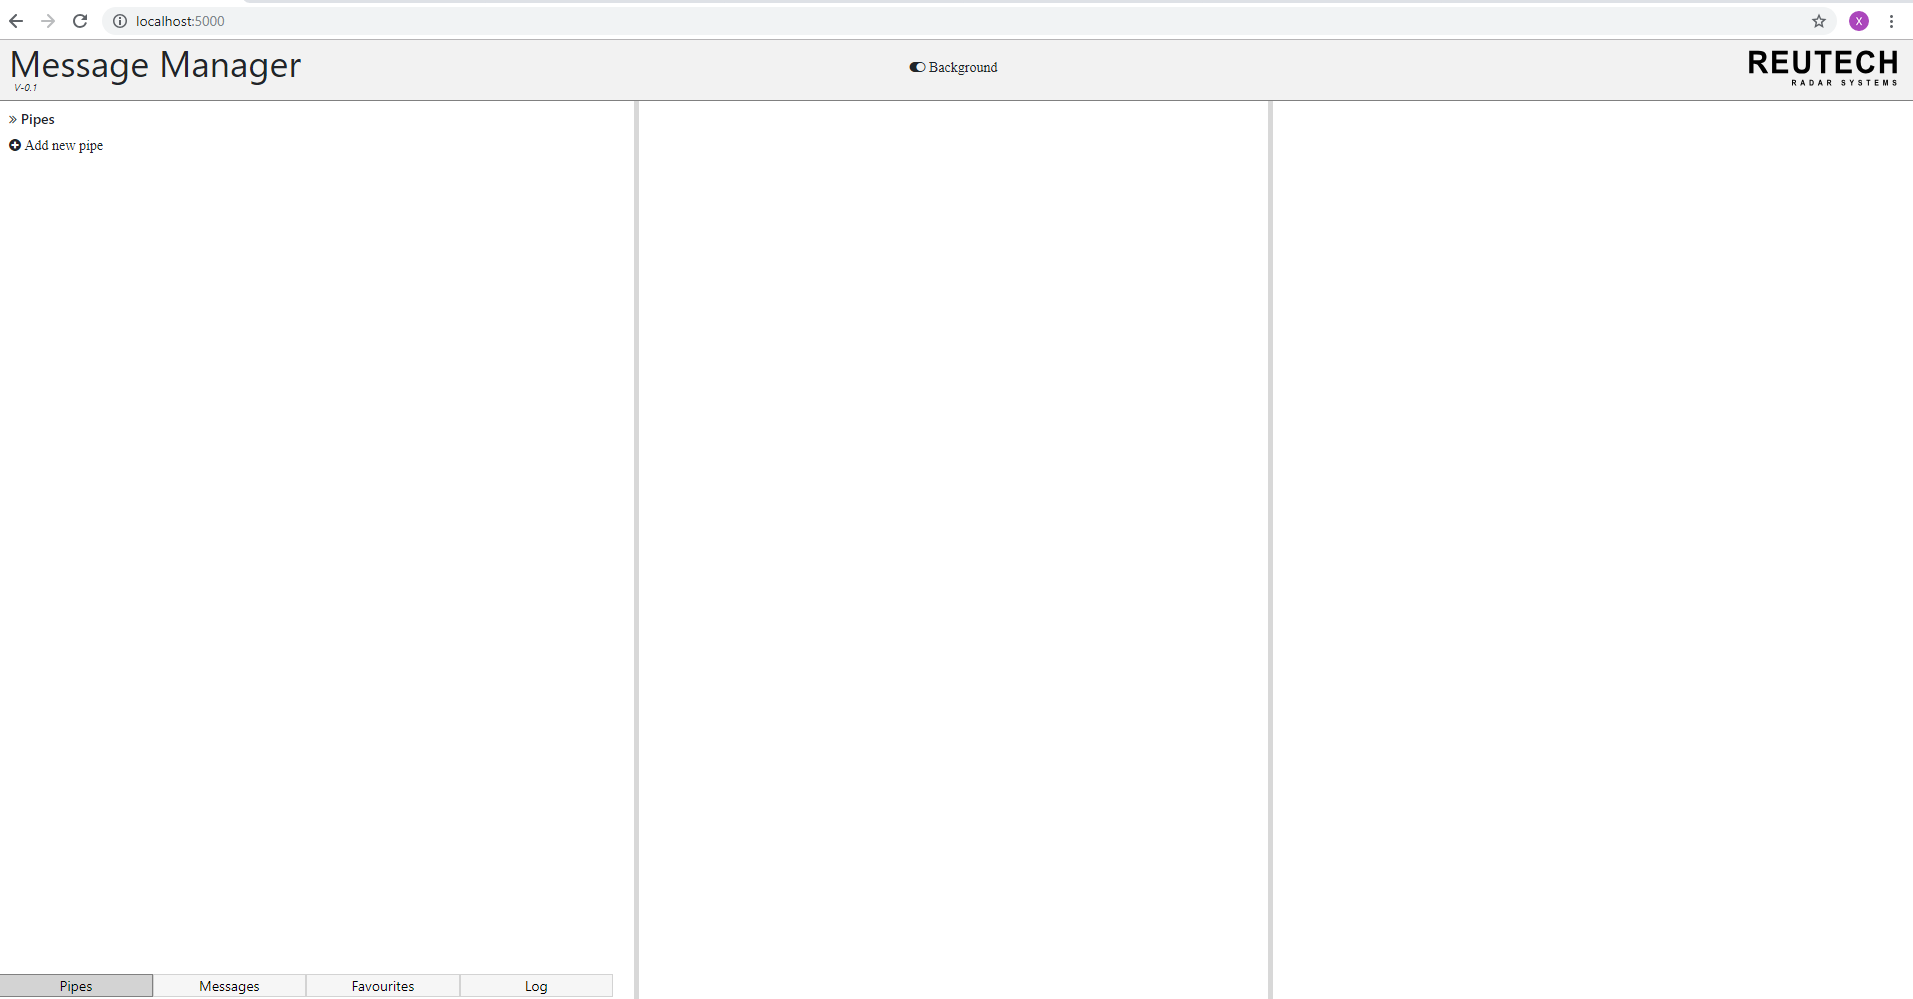 localhost:5000
X
Message Manager
V-0.1
Background
REUTECH
RADAR SYSTEMS
Pipes
Add new pipe
Pipes
Messages
Favourites
Log